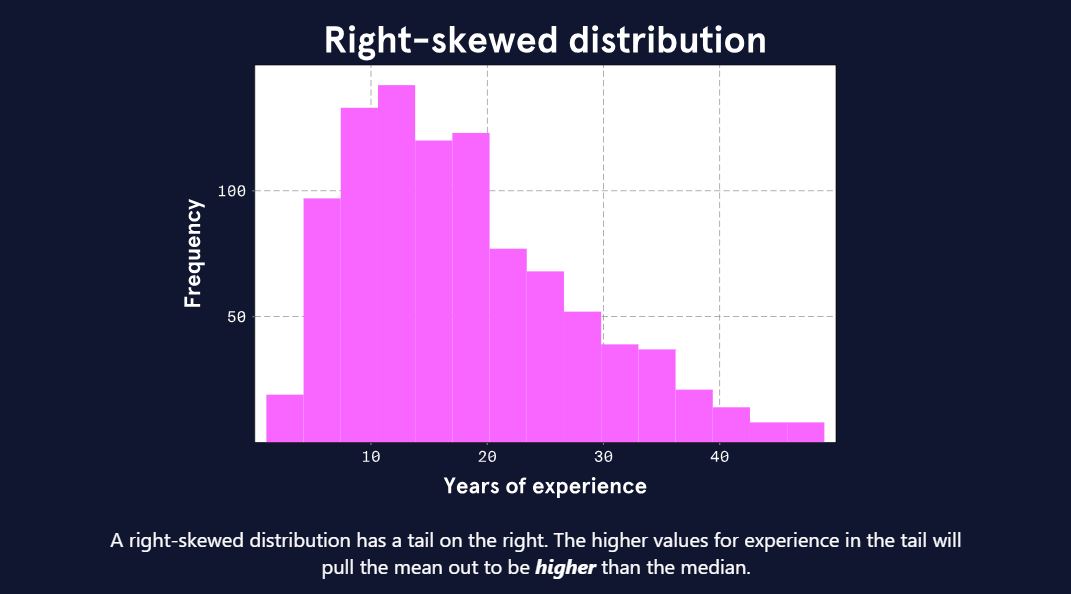 Right-skewed distribution
100
50
Frequency
10 20 30 40
Years of experience
A right-skewed distribution has a tail on the right. The higher values for experience in the tail will
pull the mean out to be higher than the median.